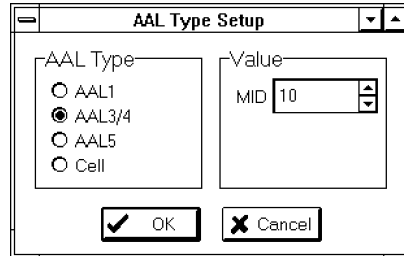 AAL Type Setup
AAL Type
AAL1
AAL3/4
AAL5
Cell
Value
MID 10
OK
Cancel